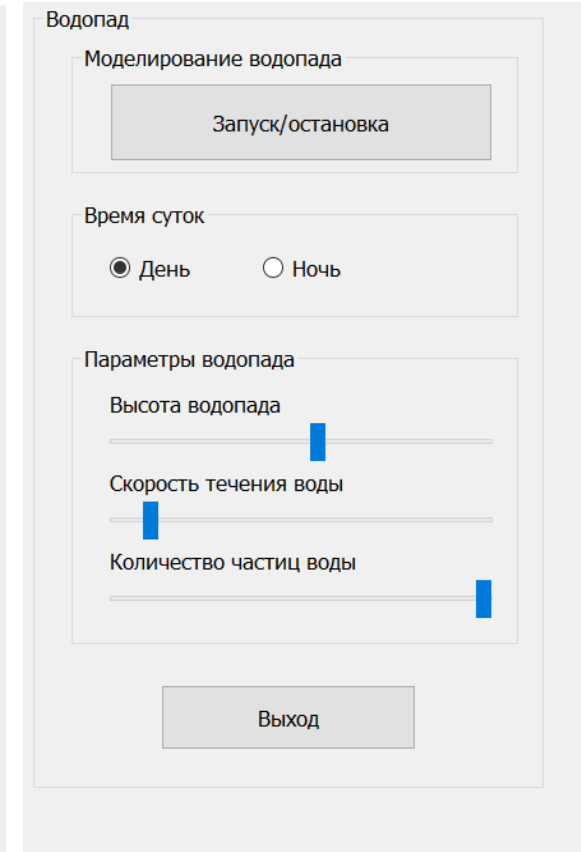 Водопад
Моделирование водопада
Запуск/остановка
Время суток
День
Ночь
Параметры водопада
Высота водопада
Скорость течения воды
Количество частиц воды
Выход